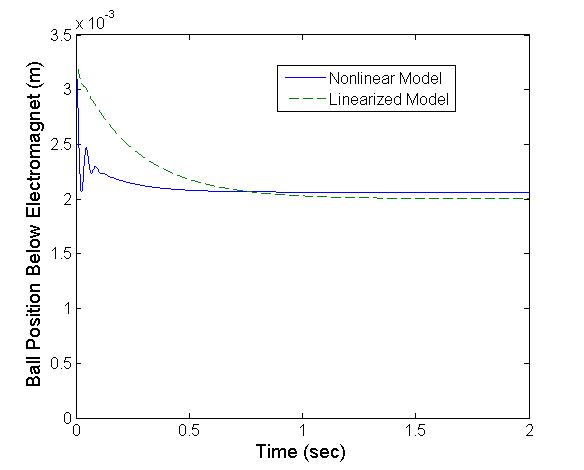 × 10⁻³
3.5
3
2.5
2
1.5
1
0.5
0
Ball Position Below Electromagnet (m)
Nonlinear Model
Linearized Model
0 0.5 1 1.5 2
Time (sec)